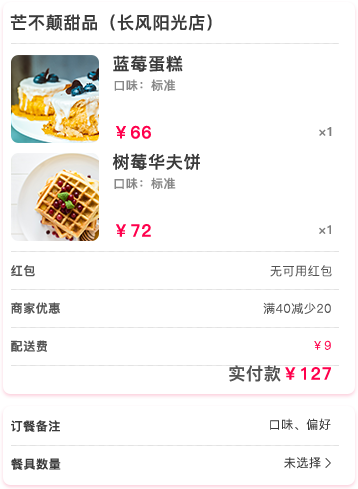 芒不颠甜品（长风阳光店）
蓝莓蛋糕
口味：标准
￥66 ×1
树莓华夫饼
口味：标准
￥72 ×1
红包 无可用红包
商家优惠 满40减少20
配送费 ￥9
实付款￥127
订餐备注 口味、偏好
餐具数量 未选择 >